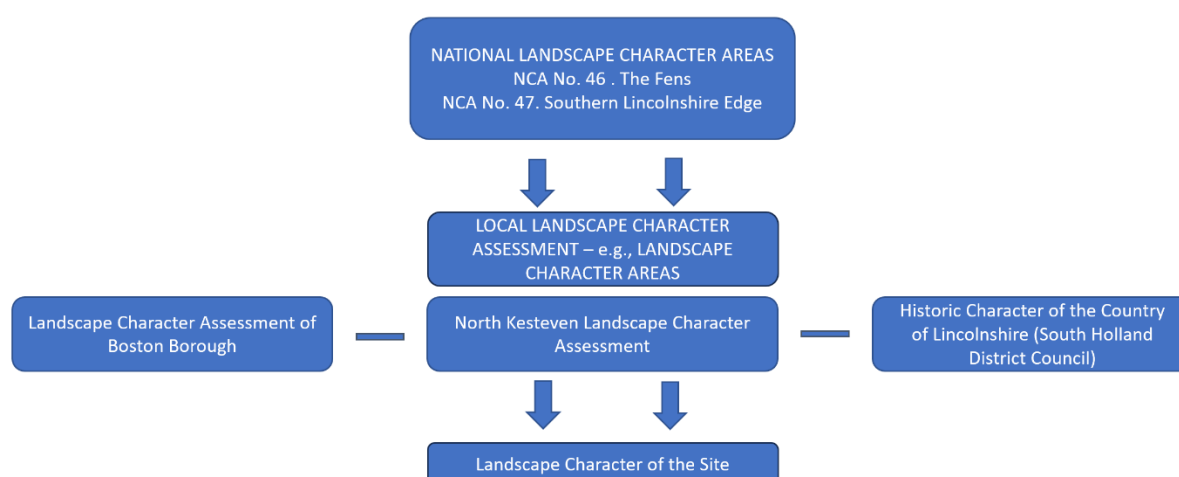 NATIONAL LANDSCAPE CHARACTER AREAS
NCA No. 46 . The Fens
NCA No. 47. Southern Lincolnshire Edge
LOCAL LANDSCAPE CHARACTER
ASSESSMENT – e.g., LANDSCAPE
CHARACTER AREAS
Landscape Character Assessment of
Boston Borough
North Kesteven Landscape Character
Assessment
Historic Character of the Country
of Lincolnshire (South Holland
District Council)
Landscape Character of the Site